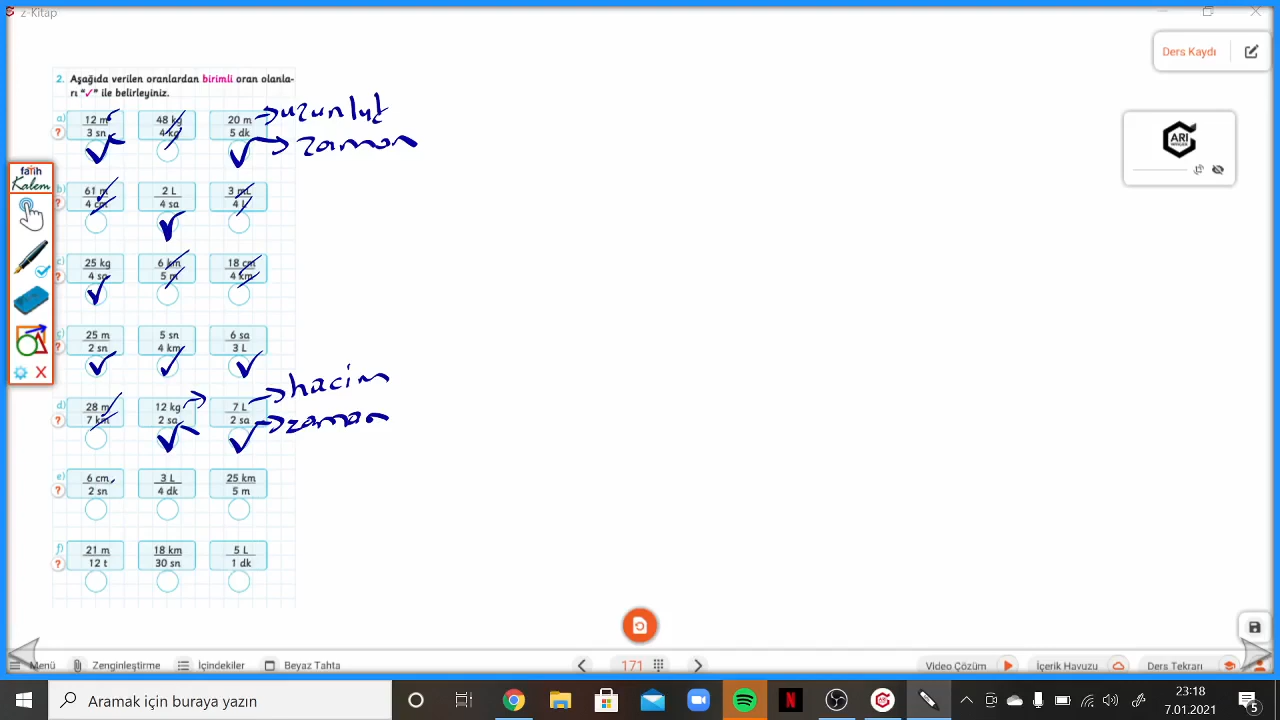 z-Kitap
Ders Kaydı
2. Aşağıda verilen oranlardan birimli oran olanla-
rı "✓" ile belirleyiniz.
a) 12 m 48 kg 20 m → uzunluk
? 3 sn 4 kg 5 dk → zaman
b) 61 m 2 L 3 mL
? 4 cm 4 sa 4 L
c) 25 kg 6 km 18 cm
? 4 sa 5 m 4 km
ç) 25 m 5 sn 6 sa
? 2 sn 4 km 3 L
d) 28 m 12 kg 7 L → hacim
? 7 km 2 sa 2 sa → zaman
e) 6 cm 3 L 25 km
? 2 sn 4 dk 5 m
f) 21 m 18 km 5 L
? 12 t 30 sn 1 dk
fatih
Kalem
ARI
Menü Zenginleştirme İçindekiler Beyaz Tahta 171 Video Çözüm İçerik Havuzu Ders Tekrarı
Aramak için buraya yazın
23:18
7.01.2021
5